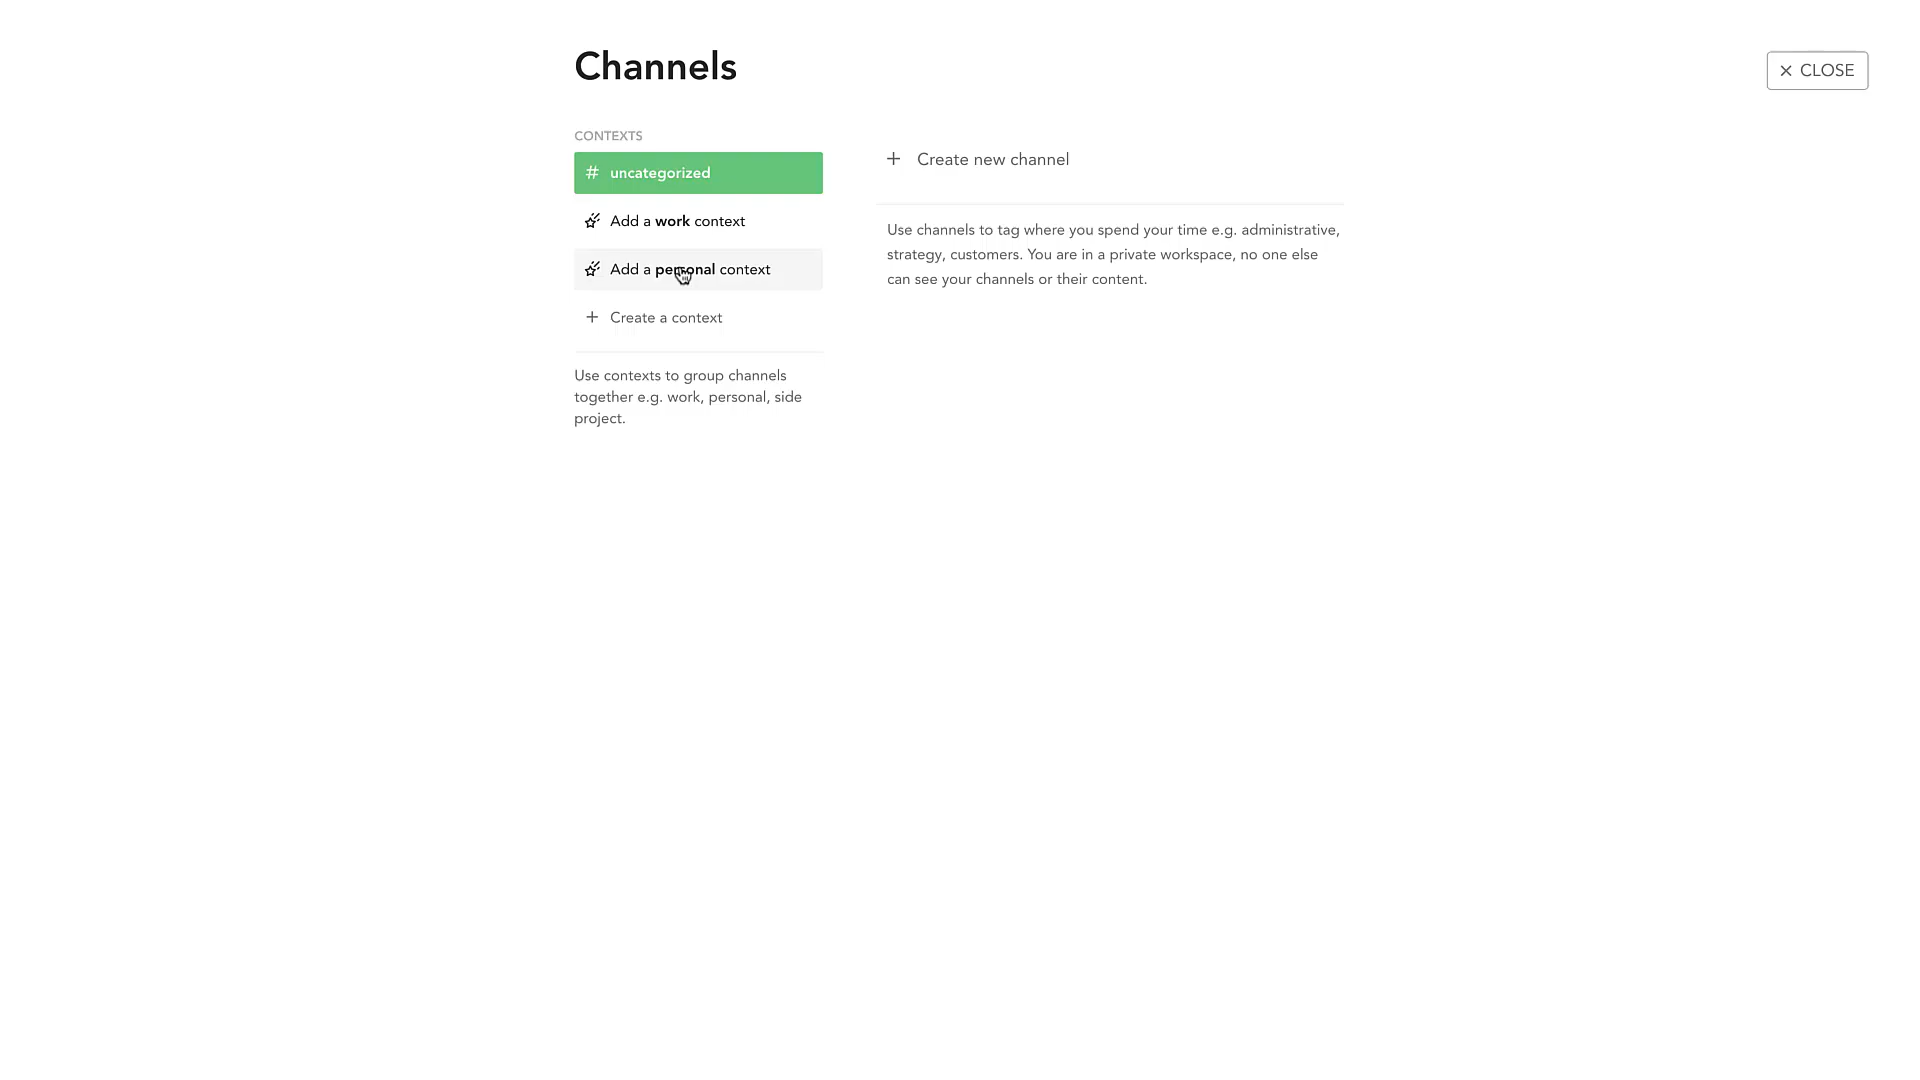 Channels
CLOSE
CONTEXTS
# uncategorized
Add a work context
Add a personal context
Create a context
Use contexts to group channels
together e.g. work, personal, side
project.
Create new channel
Use channels to tag where you spend your time e.g. administrative,
strategy, customers. You are in a private workspace, no one else
can see your channels or their content.